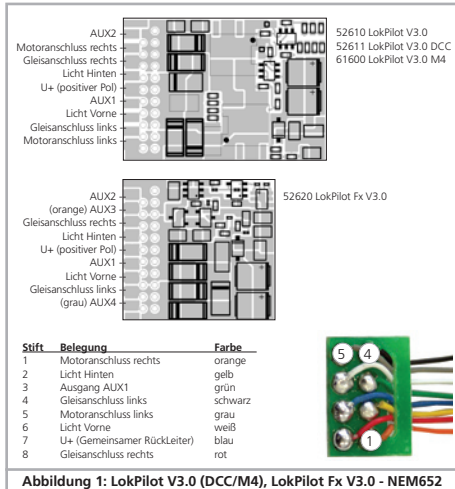 AUX2
Motoranschluss rechts
Gleisanschluss rechts
Licht Hinten
U+ (positiver Pol)
AUX1
Licht Vorne
Gleisanschluss links
Motoranschluss links
52610 LokPilot V3.0
52611 LokPilot V3.0 DCC
61600 LokPilot V3.0 M4
AUX2
(orange) AUX3
Gleisanschluss rechts
Licht Hinten
U+ (positiver Pol)
AUX1
Licht Vorne
Gleisanschluss links
(grau) AUX4
52620 LokPilot Fx V3.0
Stift Belegung Farbe
1 Motoranschluss rechts orange
2 Licht Hinten gelb
3 Ausgang AUX1 grün
4 Gleisanschluss links schwarz
5 Motoranschluss links grau
6 Licht Vorne weiß
7 U+ (Gemeinsamer RückLeiter) blau
8 Gleisanschluss rechts rot
5 4
1
Abbildung 1: LokPilot V3.0 (DCC/M4), LokPilot Fx V3.0 - NEM652